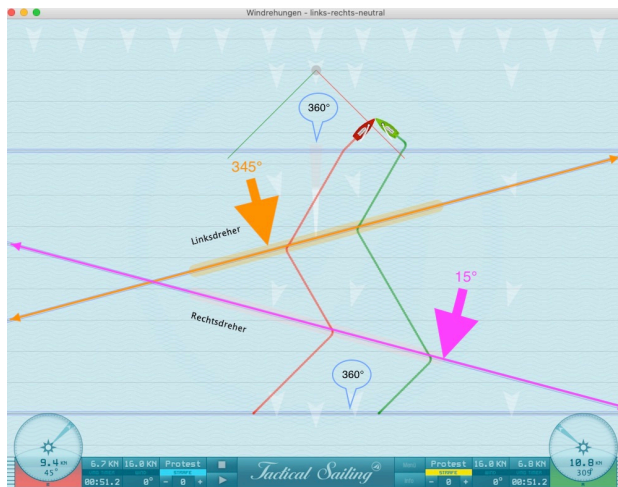 Windrehungen - links-rechts-neutral
360°
345°
Linksdreher
15°
Rechtsdreher
360°
9.4 KN
45°
6.7 KN 16.0 KN Protest
00:51.2 0° - 0 +
Tactical Sailing
Protest 16.0 KN 6.8 KN
- 0 + 0° 00:51.2
10.8 KN
309°